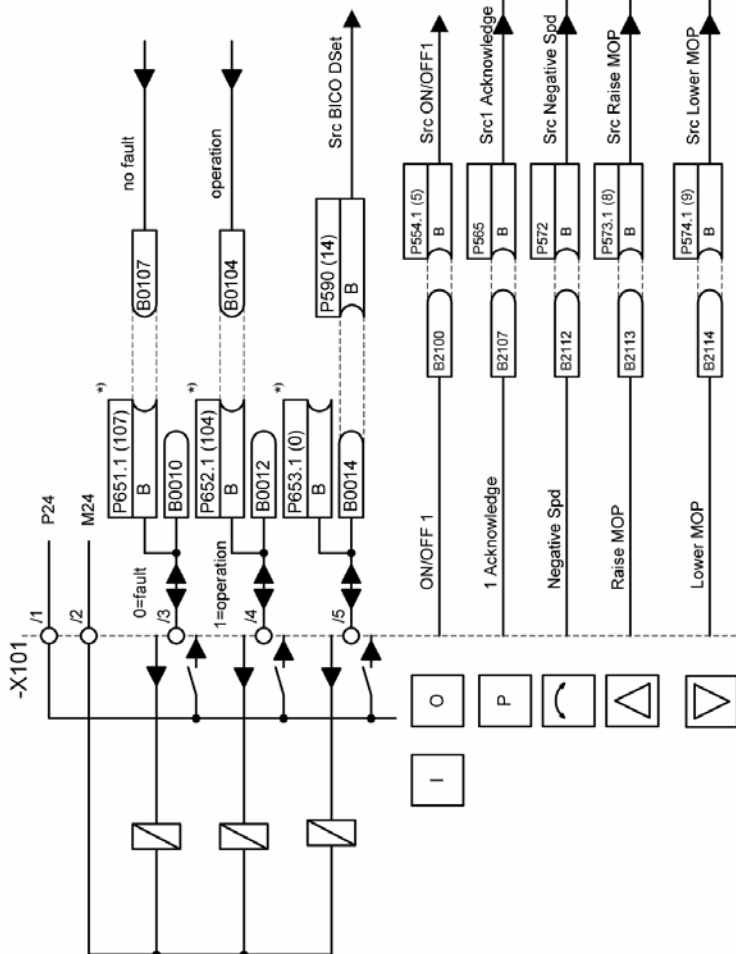 -X101
/1
P24
/2
M24
/3
0=fault
P651.1 (107)
B
*)
B0010
B0107
no fault
/4
1=operation
P652.1 (104)
B
*)
B0012
B0104
operation
/5
P653.1 (0)
B
*)
B0014
P590 (14)
B
Src BICO DSet
I
O
ON/OFF 1
B2100
P554.1 (5)
B
Src ON/OFF1
P
1 Acknowledge
B2107
P565
B
Src1 Acknowledge
Negative Spd
B2112
P572
B
Src Negative Spd
Raise MOP
B2113
P573.1 (8)
B
Src Raise MOP
Lower MOP
B2114
P574.1 (9)
B
Src Lower MOP